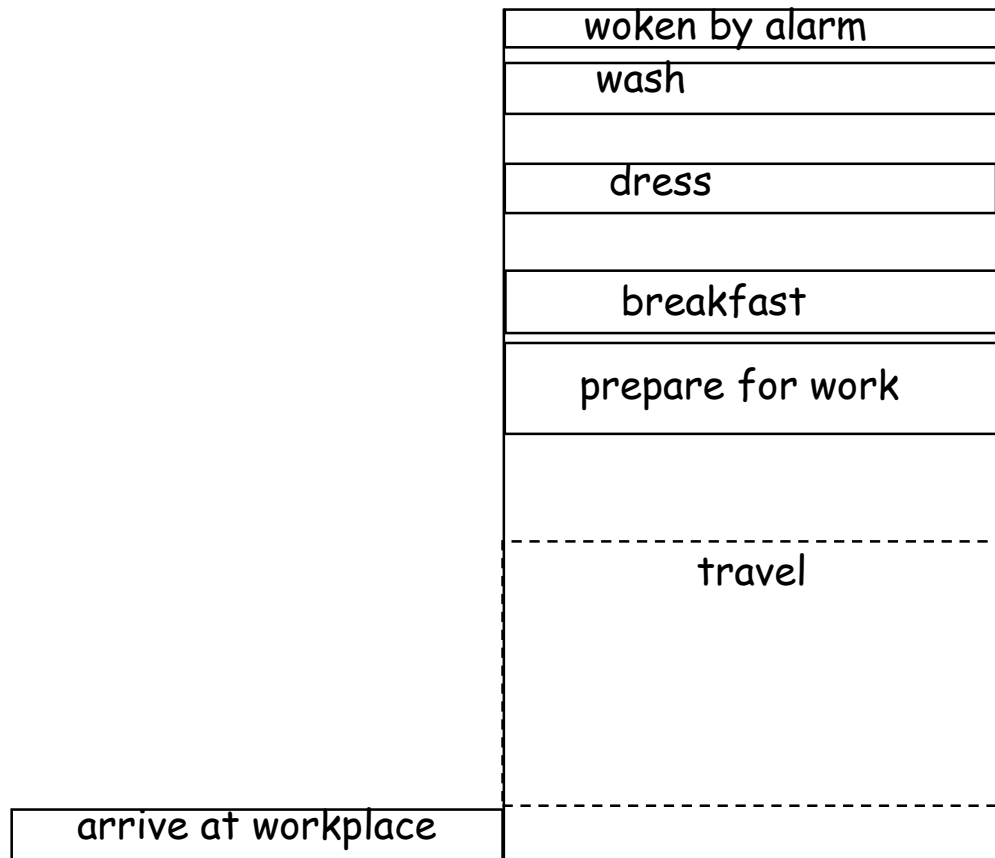 woken by alarm
wash
dress
breakfast
prepare for work
travel
arrive at workplace